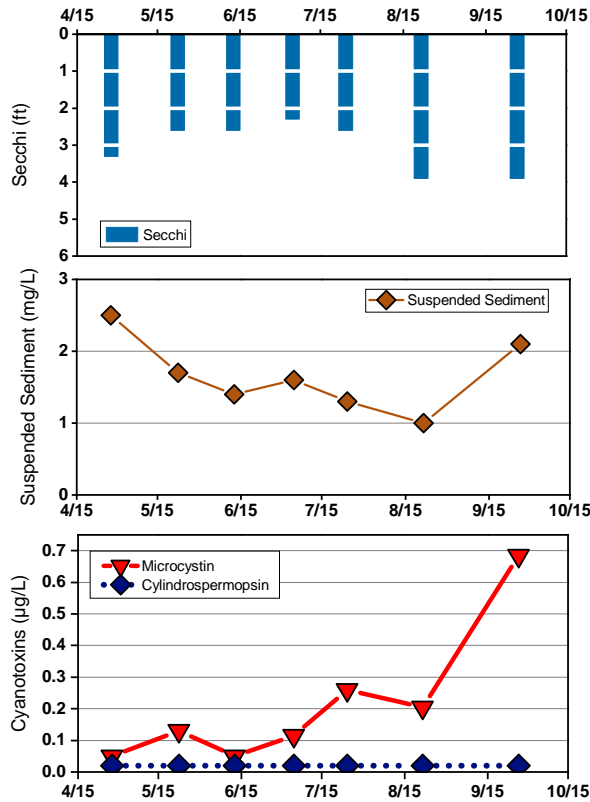 4/15 5/15 6/15 7/15 8/15 9/15 10/15
0
1
2
3
4
5
6
Secchi (ft)
Secchi
3
2
1
0
Suspended Sediment (mg/L)
Suspended Sediment
4/15 5/15 6/15 7/15 8/15 9/15 10/15
0.7
0.6
0.5
0.4
0.3
0.2
0.1
0.0
Cyanotoxins (µg/L)
Microcystin
Cylindrospermopsin
4/15 5/15 6/15 7/15 8/15 9/15 10/15